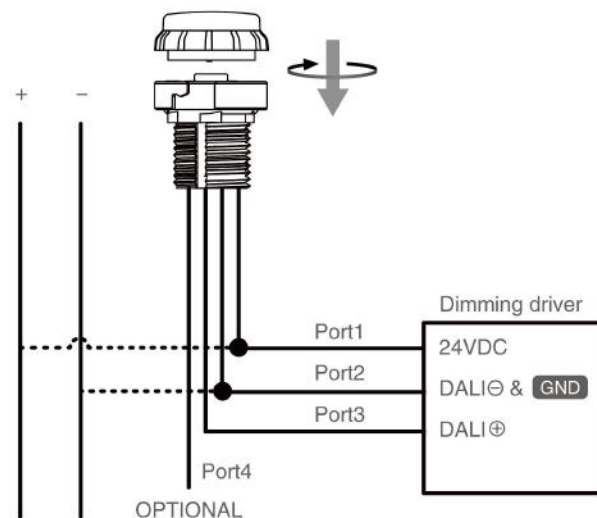 + −
Dimming driver
Port1 24VDC
Port2 DALI⊖ & GND
Port3 DALI⊕
Port4
OPTIONAL